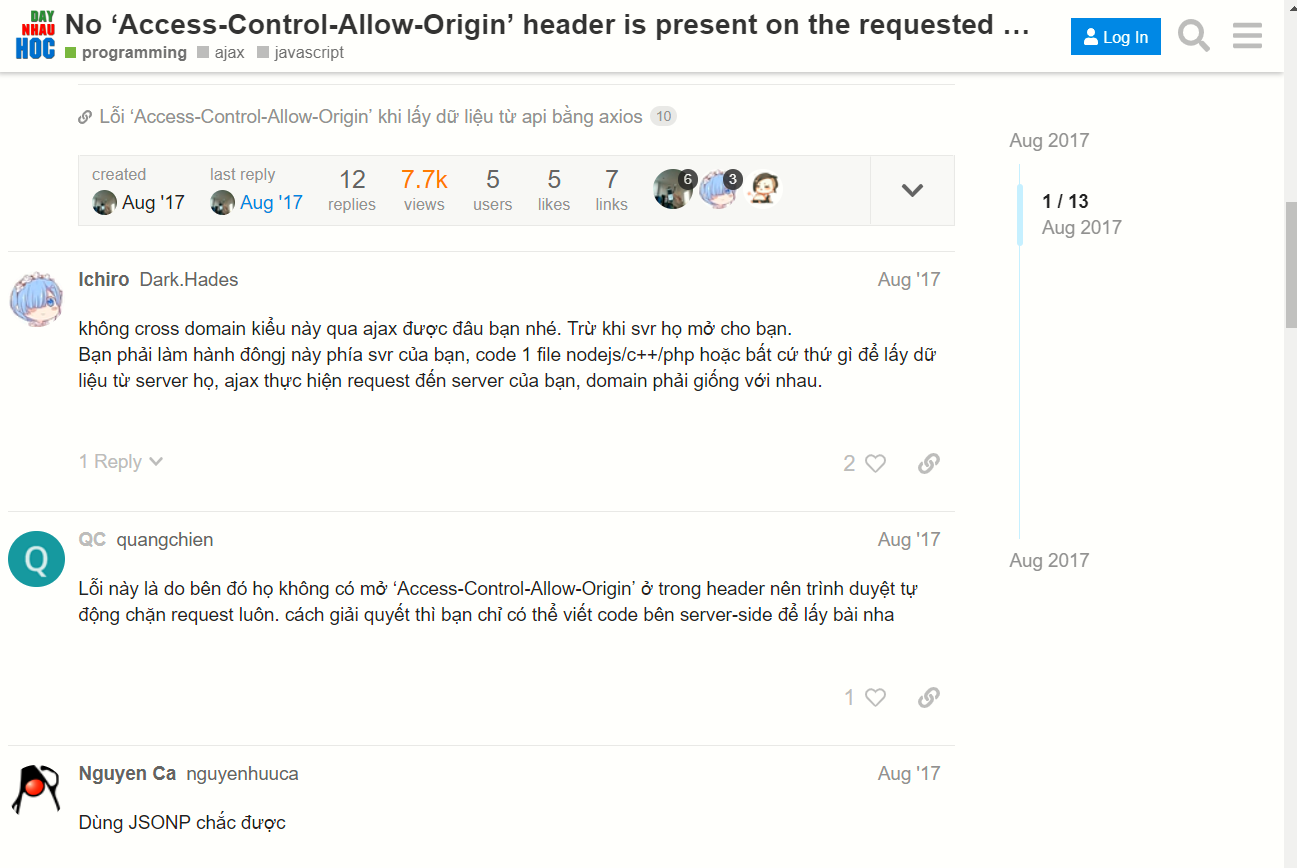 DAY
NHAU
HOC
No ‘Access-Control-Allow-Origin’ header is present on the requested …
programming ajax javascript
Log In
Lỗi ‘Access-Control-Allow-Origin’ khi lấy dữ liệu từ api bằng axios 10
created last reply 12 7.7k 5 5 7 6 3
Aug '17 Aug '17 replies views users likes links
Aug 2017
1 / 13
Aug 2017
Ichiro Dark.Hades Aug '17
không cross domain kiểu này qua ajax được đâu bạn nhé. Trừ khi svr họ mở cho bạn.
Bạn phải làm hành đôngj này phía svr của bạn, code 1 file nodejs/c++/php hoặc bất cứ thứ gì để lấy dữ
liệu từ server họ, ajax thực hiện request đến server của bạn, domain phải giống với nhau.
1 Reply 2
Q
QC quangchien Aug '17
Aug 2017
Lỗi này là do bên đó họ không có mở ‘Access-Control-Allow-Origin’ ở trong header nên trình duyệt tự
động chặn request luôn. cách giải quyết thì bạn chỉ có thể viết code bên server-side để lấy bài nha
1
Nguyen Ca nguyenhuuca Aug '17
Dùng JSONP chắc được